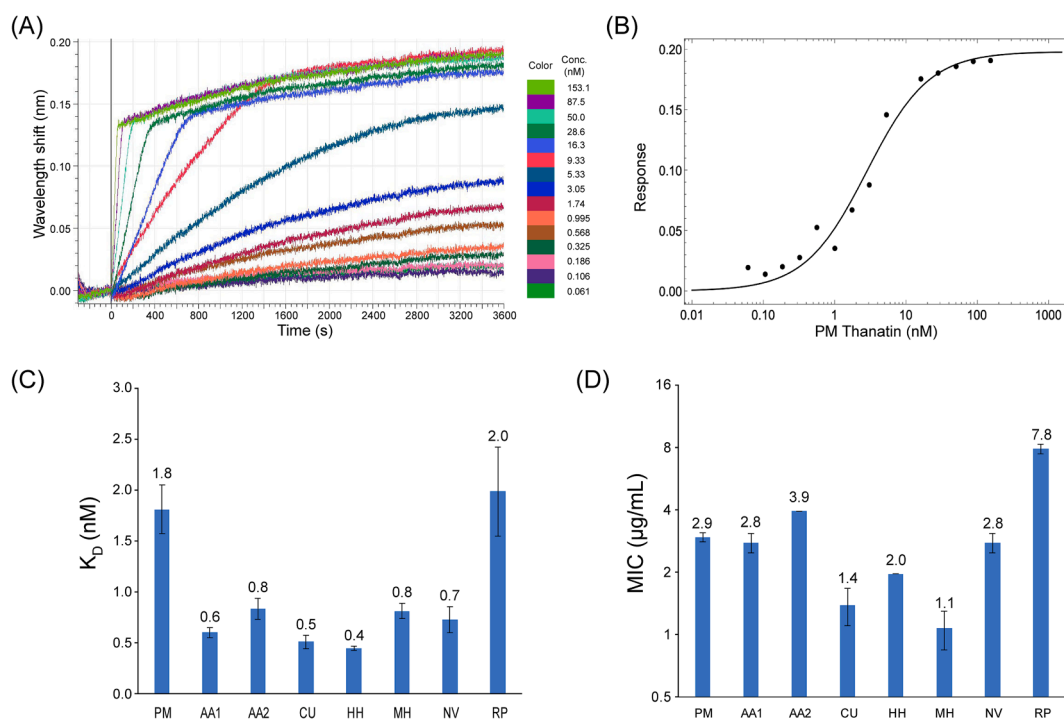 (A)
0.20
0.15
0.10
0.05
0.00
Wavelength shift (nm)
0 400 800 1200 1600 2000 2400 2800 3200 3600
Time (s)
Color Conc. (nM)
153.1
87.5
50.0
28.6
16.3
9.33
5.33
3.05
1.74
0.995
0.568
0.325
0.186
0.106
0.061
(B)
0.20
0.15
0.10
0.05
0.00
Response
0.01 0.10 1 10 100 1000
PM Thanatin (nM)
(C)
3.0
2.5
2.0
1.5
1.0
0.5
0.0
KD (nM)
1.8 0.6 0.8 0.5 0.4 0.8 0.7 2.0
PM AA1 AA2 CU HH MH NV RP
(D)
16
8
4
2
1
0.5
MIC (µg/mL)
2.9 2.8 3.9 1.4 2.0 1.1 2.8 7.8
PM AA1 AA2 CU HH MH NV RP